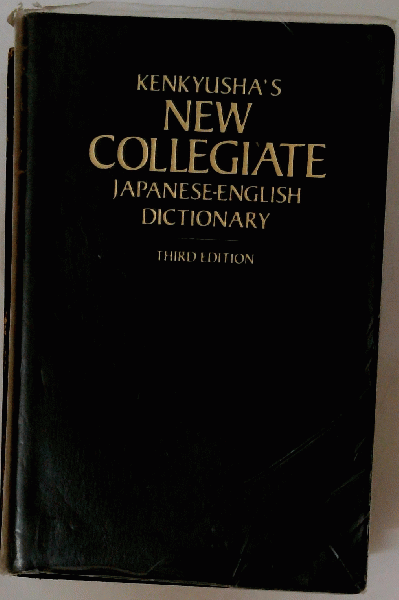 KENKYUSHA'S
NEW
COLLEGIATE
JAPANESE-ENGLISH
DICTIONARY
THIRD EDITION